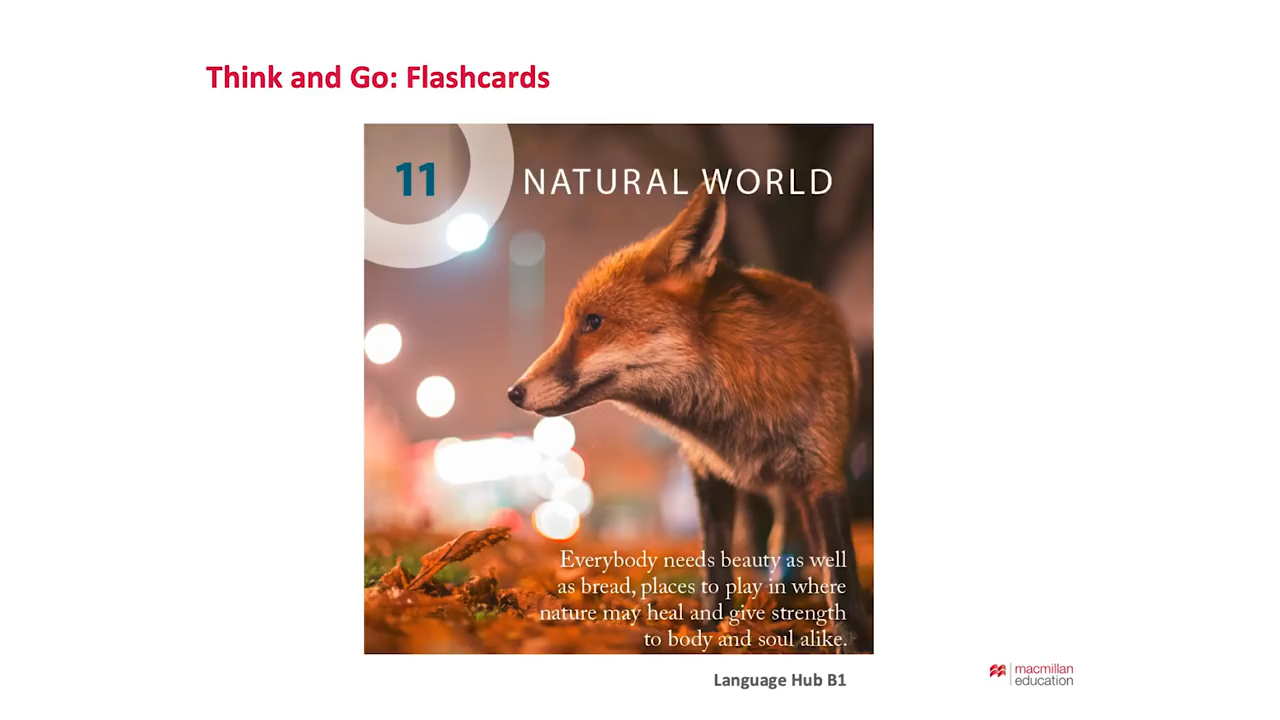 Think and Go: Flashcards
11
NATURAL WORLD
Everybody needs beauty as well
as bread, places to play in where
nature may heal and give strength
to body and soul alike.
Language Hub B1
macmillan
education